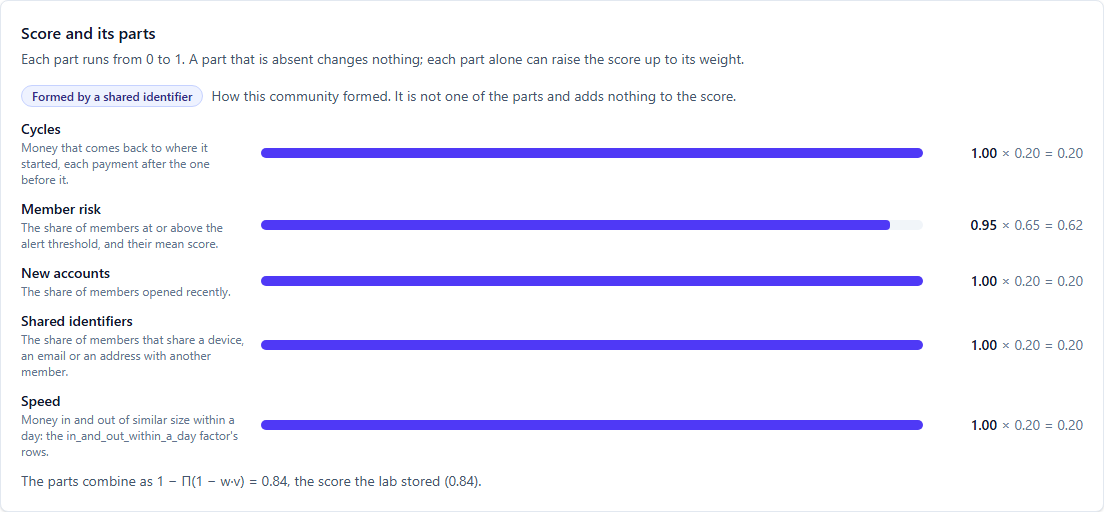 Score and its parts
Each part runs from 0 to 1. A part that is absent changes nothing; each part alone can raise the score up to its weight.
Formed by a shared identifier How this community formed. It is not one of the parts and adds nothing to the score.
Cycles
Money that comes back to where it
started, each payment after the one
before it.
1.00 × 0.20 = 0.20
Member risk
The share of members at or above the
alert threshold, and their mean score.
0.95 × 0.65 = 0.62
New accounts
The share of members opened recently.
1.00 × 0.20 = 0.20
Shared identifiers
The share of members that share a device,
an email or an address with another
member.
1.00 × 0.20 = 0.20
Speed
Money in and out of similar size within a
day: the in_and_out_within_a_day factor's
rows.
1.00 × 0.20 = 0.20
The parts combine as 1 − Π(1 − w·v) = 0.84, the score the lab stored (0.84).